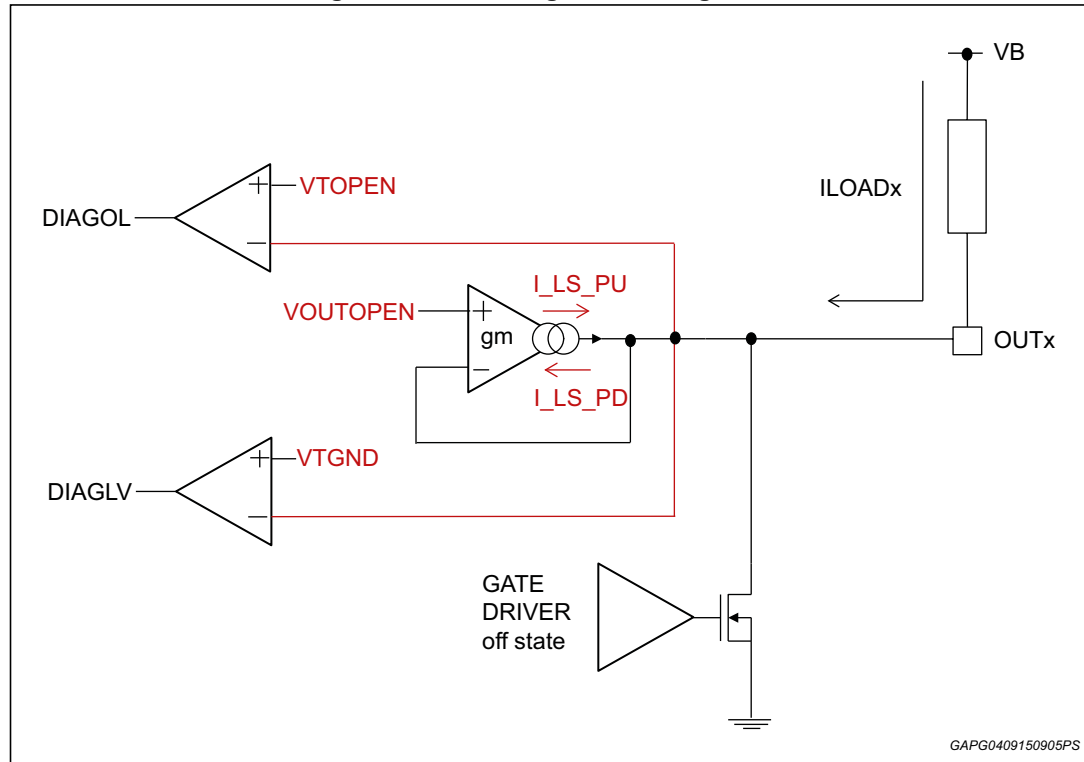 VB
ILOADx
VTOPEN
+
DIAGOL
−
I_LS_PU
VOUTOPEN
+
gm
OUTx
−
I_LS_PD
VTGND
+
DIAGLV
−
GATE
DRIVER
off state
GAPG0409150905PS